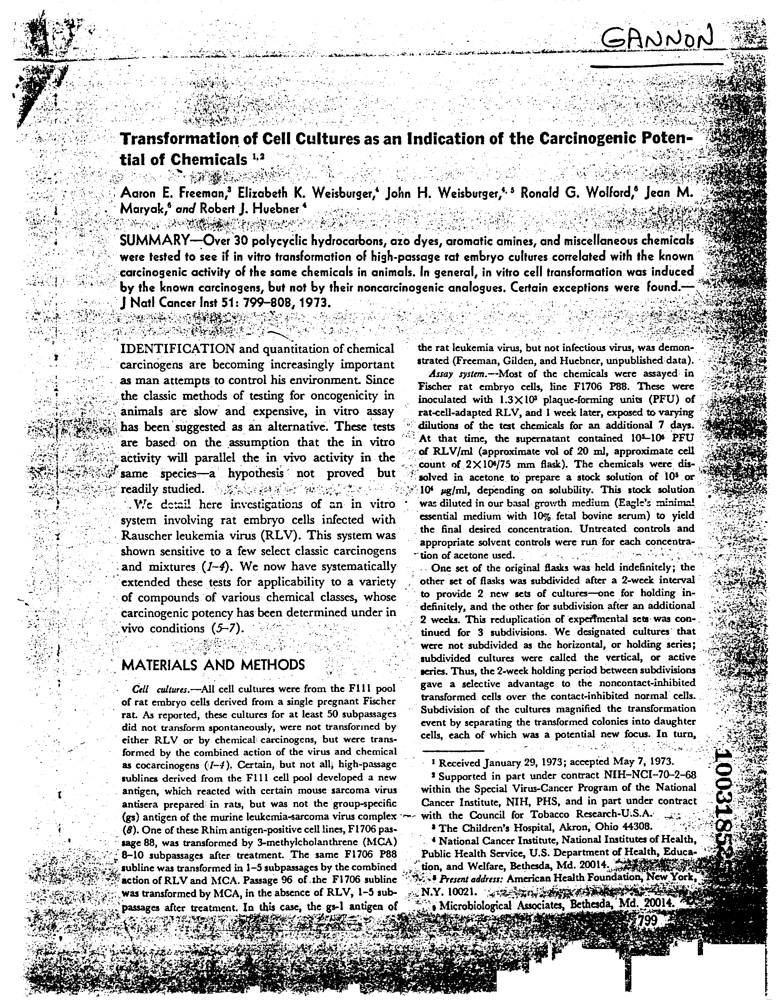 GANNON
Transformation of Cell Cultures as an Indication of the Carcinogenic Poten-
tial of Chemicals 1,2
Aaron E. Freeman,3 Elizabeth K. Weisburger,4 John H. Weisburger,4, 5 Ronald G. Wolford,6 Jean M.
Maryak,6 and Robert J. Huebner 4
SUMMARY—Over 30 polycyclic hydrocarbons, azo dyes, aromatic amines, and miscellaneous chemicals
were tested to see if in vitro transformation of high-passage rat embryo cultures correlated with the known
carcinogenic activity of the same chemicals in animals. In general, in vitro cell transformation was induced
by the known carcinogens, but not by their noncarcinogenic analogues. Certain exceptions were found.—
J Natl Cancer Inst 51: 799–808, 1973.
IDENTIFICATION and quantitation of chemical
carcinogens are becoming increasingly important
as man attempts to control his environment. Since
the classic methods of testing for oncogenicity in
animals are slow and expensive, in vitro assay
has been suggested as an alternative. These tests
are based on the assumption that the in vitro
activity will parallel the in vivo activity in the
same species—a hypothesis not proved but
readily studied.
We detail here investigations of an in vitro
system involving rat embryo cells infected with
Rauscher leukemia virus (RLV). This system was
shown sensitive to a few select classic carcinogens
and mixtures (1–4). We now have systematically
extended these tests for applicability to a variety
of compounds of various chemical classes, whose
carcinogenic potency has been determined under in
vivo conditions (5–7).
MATERIALS AND METHODS
Cell cultures.—All cell cultures were from the F111 pool
of rat embryo cells derived from a single pregnant Fischer
rat. As reported, these cultures for at least 50 subpassages
did not transform spontaneously, were not transformed by
either RLV or by chemical carcinogens, but were trans-
formed by the combined action of the virus and chemical
as cocarcinogens (1–4). Certain, but not all, high-passage
sublines derived from the F111 cell pool developed a new
antigen, which reacted with certain mouse sarcoma virus
antisera prepared in rats, but was not the group-specific
(gs) antigen of the murine leukemia-sarcoma virus complex
(8). One of these Rhim antigen-positive cell lines, F1706 pas-
sage 88, was transformed by 3-methylcholanthrene (MCA)
8–10 subpassages after treatment. The same F1706 P88
subline was transformed in 1–5 subpassages by the combined
action of RLV and MCA. Passage 96 of the F1706 subline
was transformed by MCA, in the absence of RLV, 1–5 sub-
passages after treatment. In this case, the gs-1 antigen of
the rat leukemia virus, but not infectious virus, was demon-
strated (Freeman, Gilden, and Huebner, unpublished data).
Assay system.—Most of the chemicals were assayed in
Fischer rat embryo cells, line F1706 P88. These were
inoculated with 1.3×10³ plaque-forming units (PFU) of
rat-cell-adapted RLV, and 1 week later, exposed to varying
dilutions of the test chemicals for an additional 7 days.
At that time, the supernatant contained PFU
of RLV/ml (approximate vol of 20 ml, approximate cell
count of 2×10⁶/75 mm flask). The chemicals were dis-
solved in acetone to prepare a stock solution of 10³ or
10⁴ μg/ml, depending on solubility. This stock solution
was diluted in our basal growth medium (Eagle's minimal
essential medium with 10% fetal bovine serum) to yield
the final desired concentration. Untreated controls and
appropriate solvent controls were run for each concentra-
tion of acetone used.
One set of the original flasks was held indefinitely; the
other set of flasks was subdivided after a 2-week interval
to provide 2 new sets of cultures—one for holding in-
definitely, and the other for subdivision after an additional
2 weeks. This reduplication of experimental sets was con-
tinued for 3 subdivisions. We designated cultures that
were not subdivided as the horizontal, or holding series;
subdivided cultures were called the vertical, or active
series. Thus, the 2-week holding period between subdivisions
gave a selective advantage to the noncontact-inhibited
transformed cells over the contact-inhibited normal cells.
Subdivision of the cultures magnified the transformation
event by separating the transformed colonies into daughter
cells, each of which was a potential new focus. In turn,
1 Received January 29, 1973; accepted May 7, 1973.
2 Supported in part under contract NIH–NCI–70–2–68
within the Special Virus-Cancer Program of the National
Cancer Institute, NIH, PHS, and in part under contract
with the Council for Tobacco Research-U.S.A.
3 The Children's Hospital, Akron, Ohio 44308.
4 National Cancer Institute, National Institutes of Health,
Public Health Service, U.S. Department of Health, Educa-
tion, and Welfare, Bethesda, Md. 20014.
5 Present address: American Health Foundation, New York,
N.Y. 10021.
6 Microbiological Associates, Bethesda, Md. 20014.
799